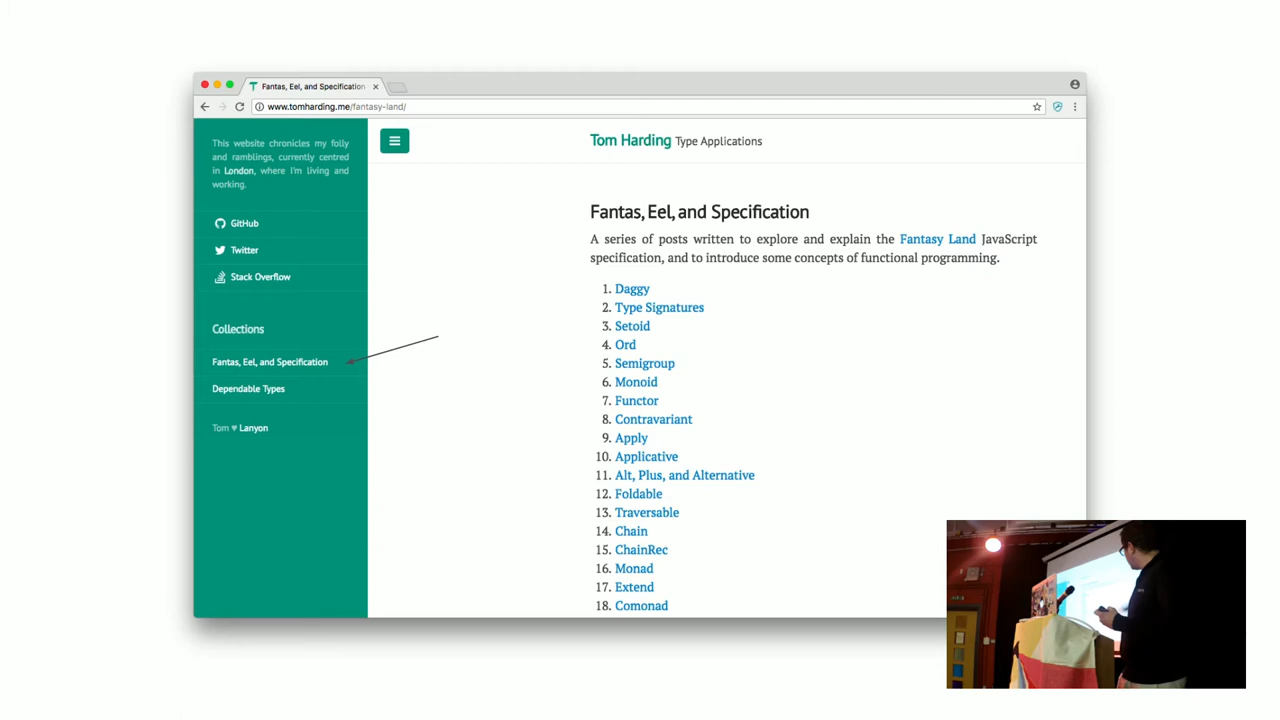 Fantas, Eel, and Specification
www.tomharding.me/fantasy-land/
This website chronicles my folly
and ramblings, currently centred
in London, where I'm living and
working.
GitHub
Twitter
Stack Overflow
Collections
Fantas, Eel, and Specification
Dependable Types
Tom ♥ Lanyon
Tom Harding Type Applications
Fantas, Eel, and Specification
A series of posts written to explore and explain the Fantasy Land JavaScript
specification, and to introduce some concepts of functional programming.
1. Daggy
2. Type Signatures
3. Setoid
4. Ord
5. Semigroup
6. Monoid
7. Functor
8. Contravariant
9. Apply
10. Applicative
11. Alt, Plus, and Alternative
12. Foldable
13. Traversable
14. Chain
15. ChainRec
16. Monad
17. Extend
18. Comonad